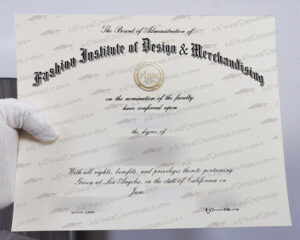 The Board of Administration of
Fashion Institute of Design & Merchandising
on the nomination of the faculty
have conferred upon
the degree of
With all rights, benefits, and privileges thereto pertaining
Given at Los Angeles, in the state of California on
June